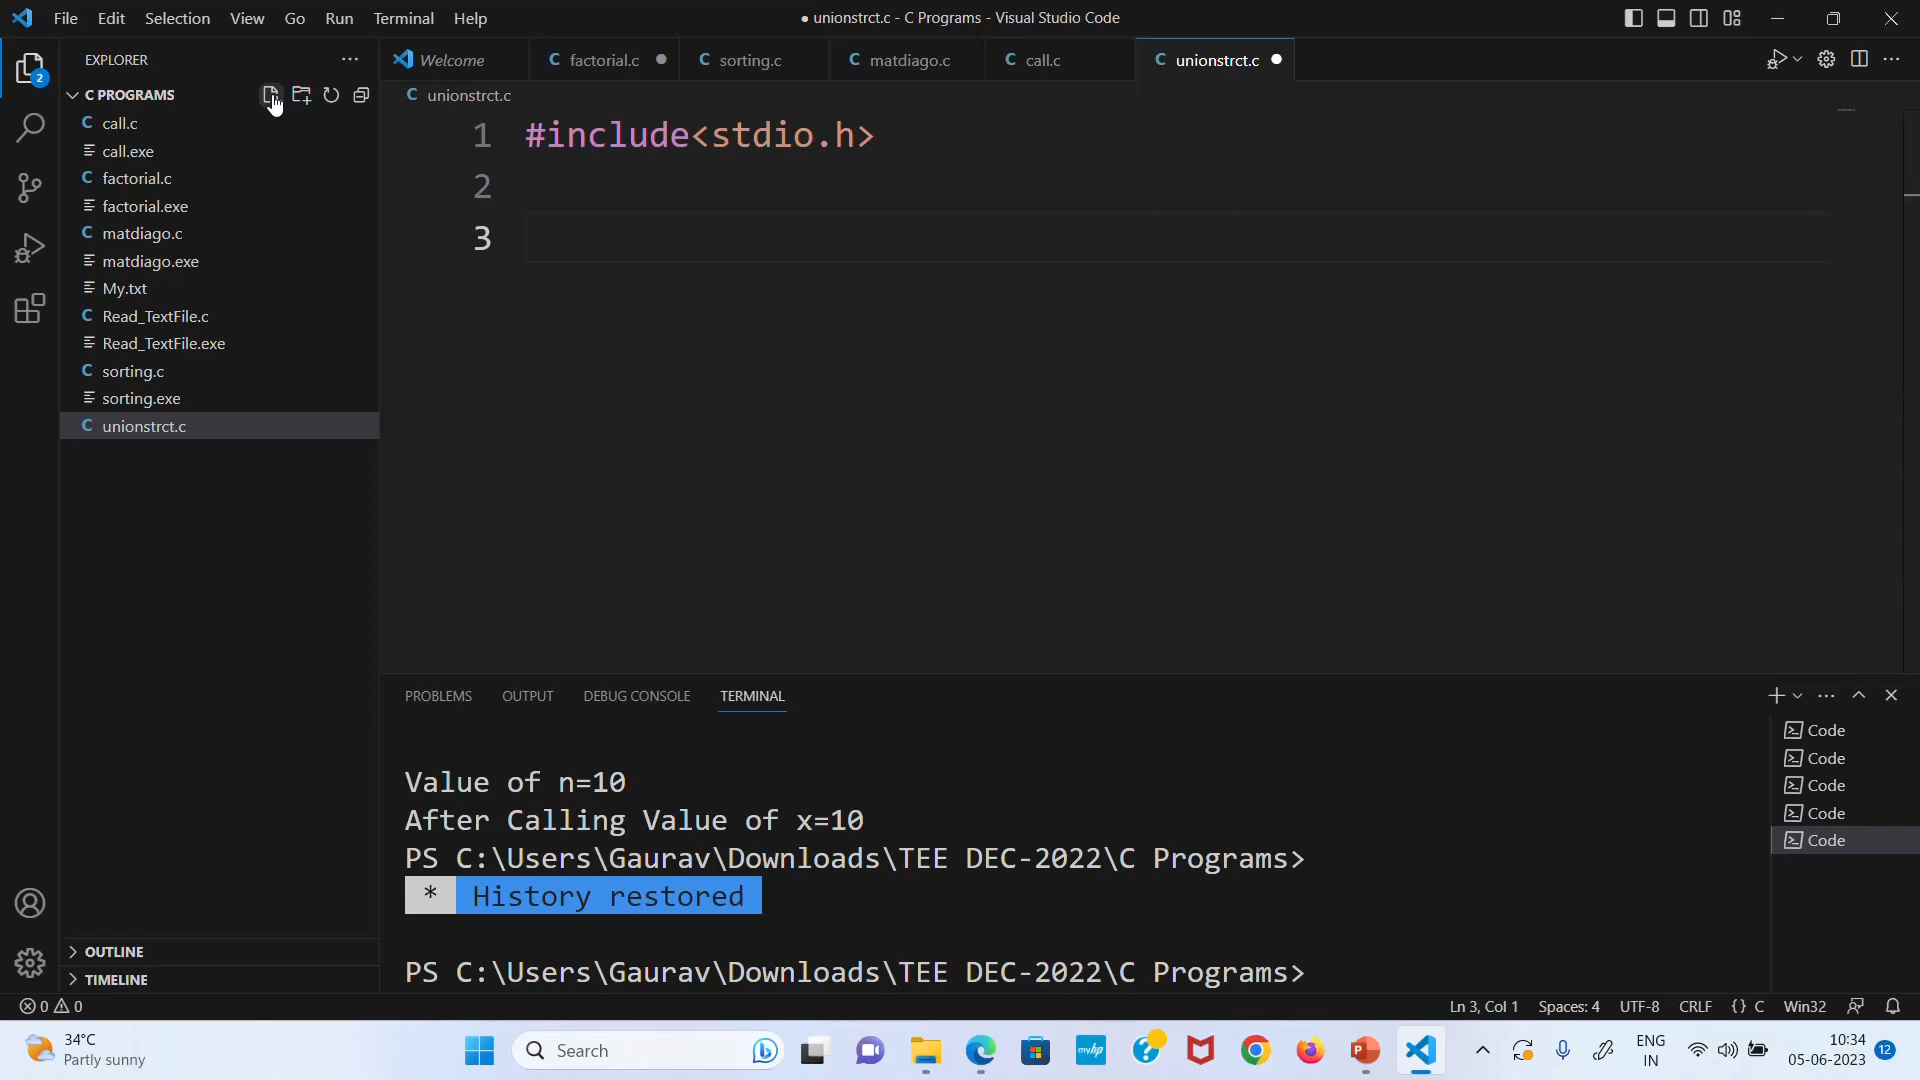 File Edit Selection View Go Run Terminal Help
● unionstrct.c - C Programs - Visual Studio Code
EXPLORER
Welcome
factorial.c
sorting.c
matdiago.c
call.c
unionstrct.c
2
C PROGRAMS
unionstrct.c
call.c
call.exe
factorial.c
factorial.exe
matdiago.c
matdiago.exe
My.txt
Read_TextFile.c
Read_TextFile.exe
sorting.c
sorting.exe
unionstrct.c
1 #include<stdio.h>
2
3
PROBLEMS OUTPUT DEBUG CONSOLE TERMINAL
Value of n=10
After Calling Value of x=10
PS C:\Users\Gaurav\Downloads\TEE DEC-2022\C Programs>
* History restored
PS C:\Users\Gaurav\Downloads\TEE DEC-2022\C Programs>
Code
Code
Code
Code
Code
OUTLINE
TIMELINE
0 0
Ln 3, Col 1 Spaces: 4 UTF-8 CRLF {} C Win32
34°C
Partly sunny
Search
myhp
ENG
IN
10:34
05-06-2023
12